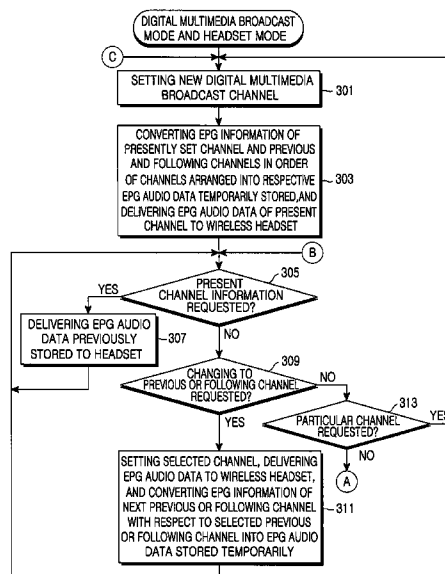 DIGITAL MULTIMEDIA BROADCAST
MODE AND HEADSET MODE
C
SETTING NEW DIGITAL MULTIMEDIA
BROADCAST CHANNEL
301
CONVERTING EPG INFORMATION OF
PRESENTLY SET CHANNEL AND PREVIOUS
AND FOLLOWING CHANNELS IN ORDER
OF CHANNELS ARRANGED INTO RESPECTIVE
EPG AUDIO DATA TEMPORARILY STORED,AND
DELIVERING EPG AUDIO DATA OF PRESENT
CHANNEL TO WIRELESS HEADSET
303
B
305
PRESENT
CHANNEL INFORMATION
REQUESTED?
YES
NO
DELIVERING EPG AUDIO
DATA PREVIOUSLY
STORED TO HEADSET
307
309
CHANGING TO
PREVIOUS OR FOLLOWING CHANNEL
REQUESTED?
NO
YES
313
PARTICULAR CHANNEL
REQUESTED?
YES
NO
A
SETTING SELECTED CHANNEL, DELIVERING
EPG AUDIO DATA TO WIRELESS HEADSET,
AND CONVERTING EPG INFORMATION OF
NEXT PREVIOUS OR FOLLOWING CHANNEL
WITH RESPECT TO SELECTED PREVIOUS
OR FOLLOWING CHANNEL INTO EPG AUDIO
DATA STORED TEMPORARILY
311